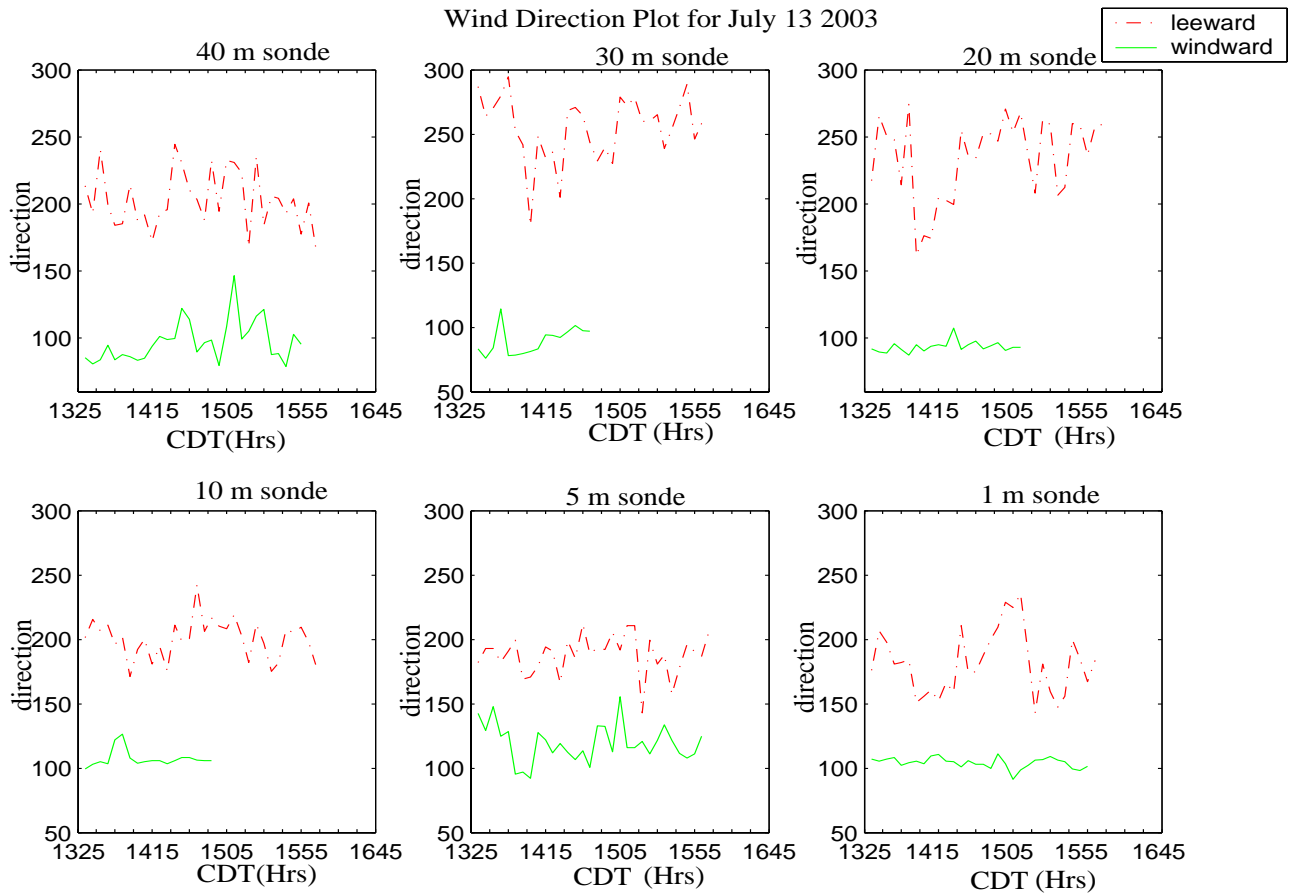 Wind Direction Plot for July 13 2003
leeward
windward
40 m sonde
30 m sonde
20 m sonde
300
250
200
150
100
direction
1325 1415 1505 1555 1645
CDT(Hrs)
300
250
200
150
100
50
direction
1325 1415 1505 1555 1645
CDT (Hrs)
300
250
200
150
100
direction
1325 1415 1505 1555 1645
CDT (Hrs)
10 m sonde
5 m sonde
1 m sonde
300
250
200
150
100
50
direction
1325 1415 1505 1555 1645
CDT(Hrs)
300
250
200
150
100
50
direction
1325 1415 1505 1555 1645
CDT (Hrs)
300
250
200
150
100
50
direction
1325 1415 1505 1555 1645
CDT (Hrs)